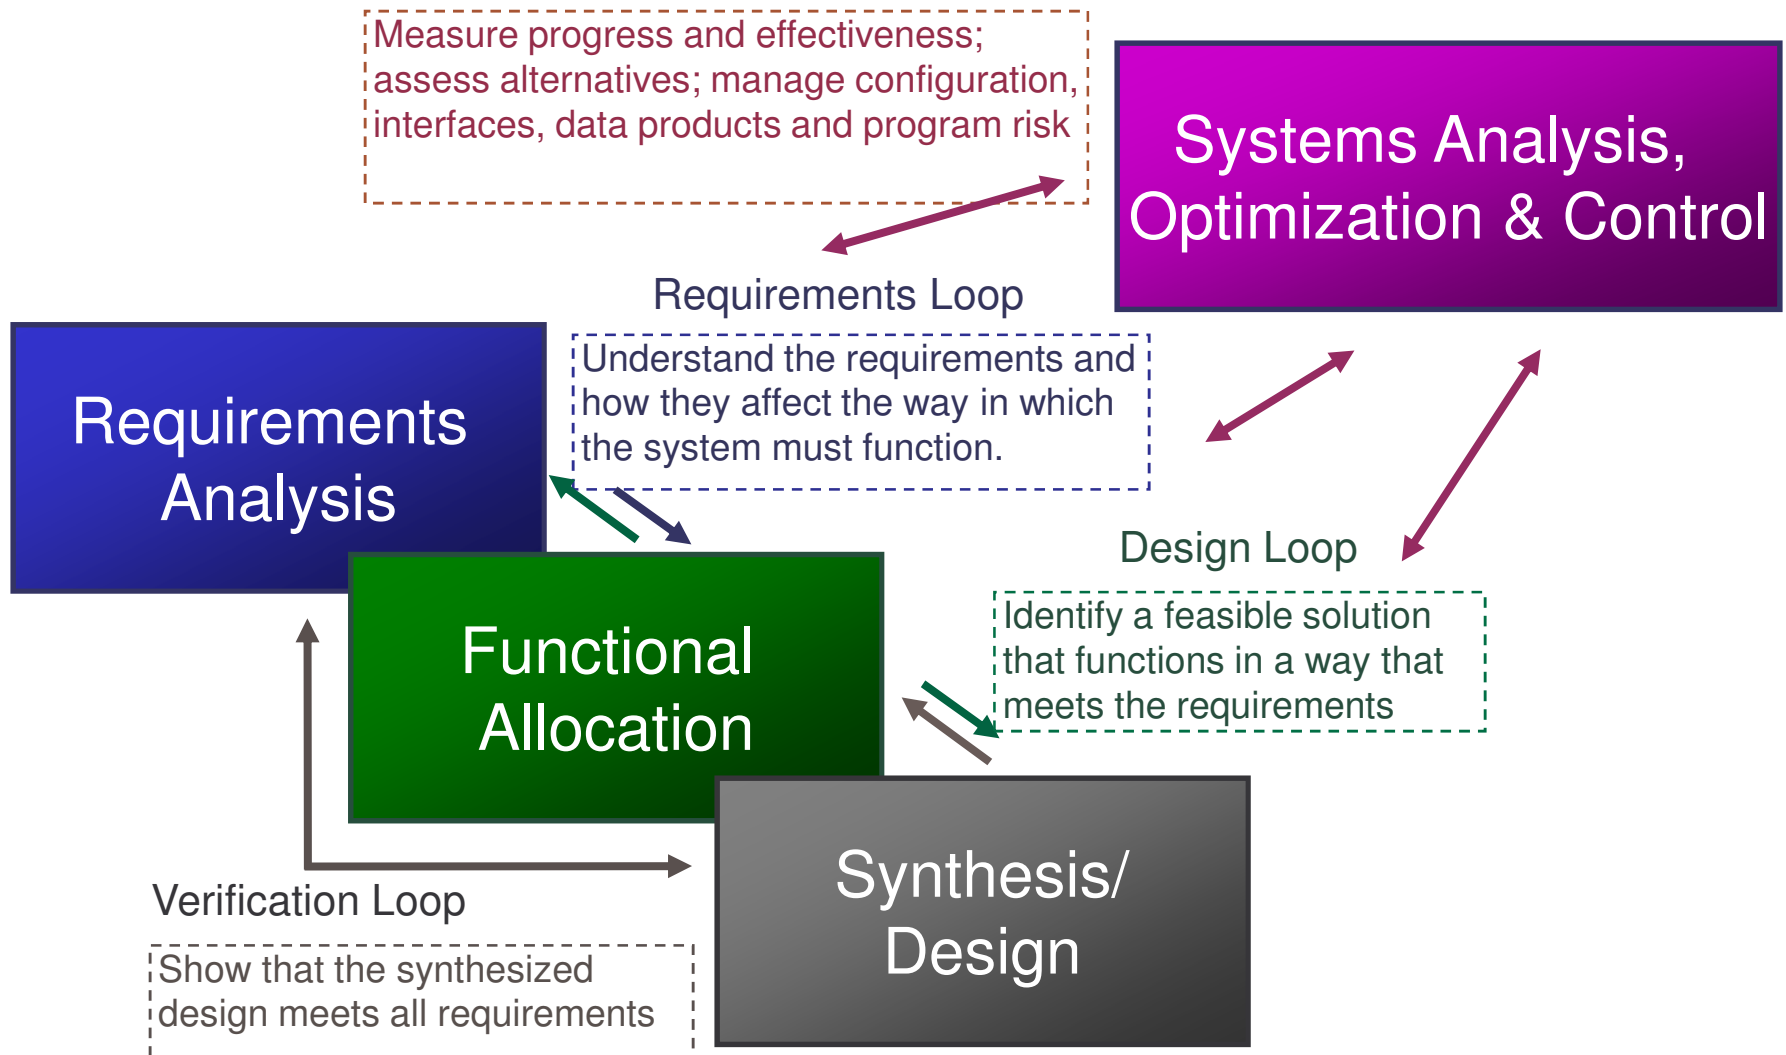 Measure progress and effectiveness;
assess alternatives; manage configuration,
interfaces, data products and program risk
Systems Analysis,
Optimization & Control
Requirements Loop
Understand the requirements and
how they affect the way in which
the system must function.
Requirements
Analysis
Design Loop
Identify a feasible solution
that functions in a way that
meets the requirements
Functional
Allocation
Synthesis/
Design
Verification Loop
Show that the synthesized
design meets all requirements